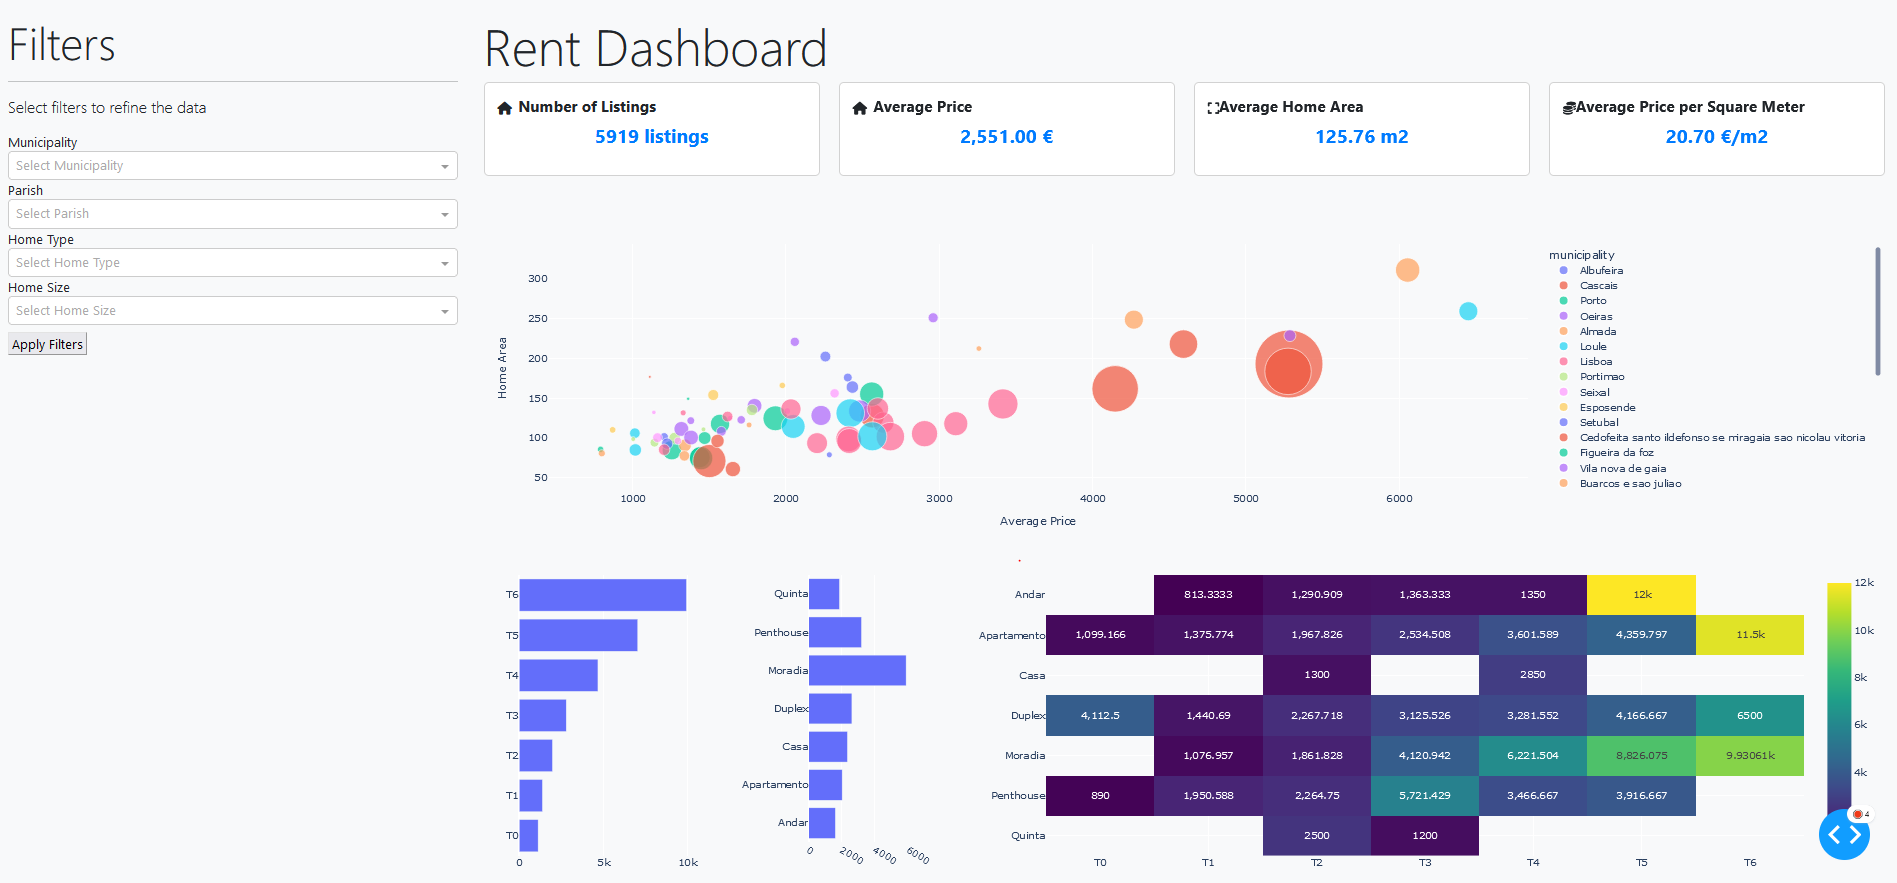 Filters
Select filters to refine the data
Municipality
Select Municipality
Parish
Select Parish
Home Type
Select Home Type
Home Size
Select Home Size
Apply Filters
Rent Dashboard
Number of Listings
5919 listings
Average Price
2,551.00 €
Average Home Area
125.76 m2
Average Price per Square Meter
20.70 €/m2
Home Area
300
250
200
150
100
50
1000 2000 3000 4000 5000 6000
Average Price
municipality
Albufeira
Cascais
Porto
Oeiras
Almada
Loule
Lisboa
Portimao
Seixal
Esposende
Setubal
Cedofeita santo ildefonso se miragaia sao nicolau vitoria
Figueira da foz
Vila nova de gaia
Buarcos e sao juliao
T6
T5
T4
T3
T2
T1
T0
0 5k 10k
Quinta
Penthouse
Moradia
Duplex
Casa
Apartamento
Andar
0 2000 4000 6000
Andar 813.3333 1,290.909 1,363.333 1350 12k
Apartamento 1,099.166 1,375.774 1,967.826 2,534.508 3,601.589 4,359.797 11.5k
Casa 1300 2850
Duplex 4,112.5 1,440.69 2,267.718 3,125.526 3,281.552 4,166.667 6500
Moradia 1,076.957 1,861.828 4,120.942 6,221.504 8,826.075 9.93061k
Penthouse 890 1,950.588 2,264.75 5,721.429 3,466.667 3,916.667
Quinta 2500 1200
T0 T1 T2 T3 T4 T5 T6
12k
10k
8k
6k
4k
4